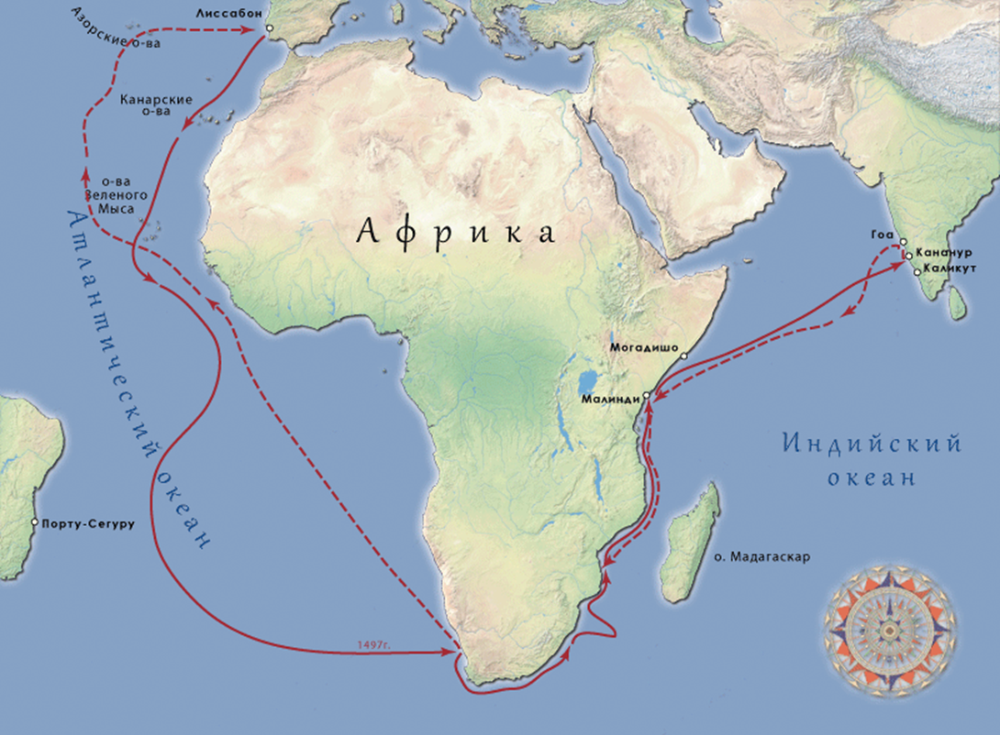 Лиссабон
Азорские о-ва
Канарские
о-ва
о-ва
Зеленого
Мыса
Африка
Атлантический океан
Гоа
Кананур
Каликут
Могадишо
Малинди
Индийский
океан
Порту-Сегуру
о. Мадагаскар
1497г.